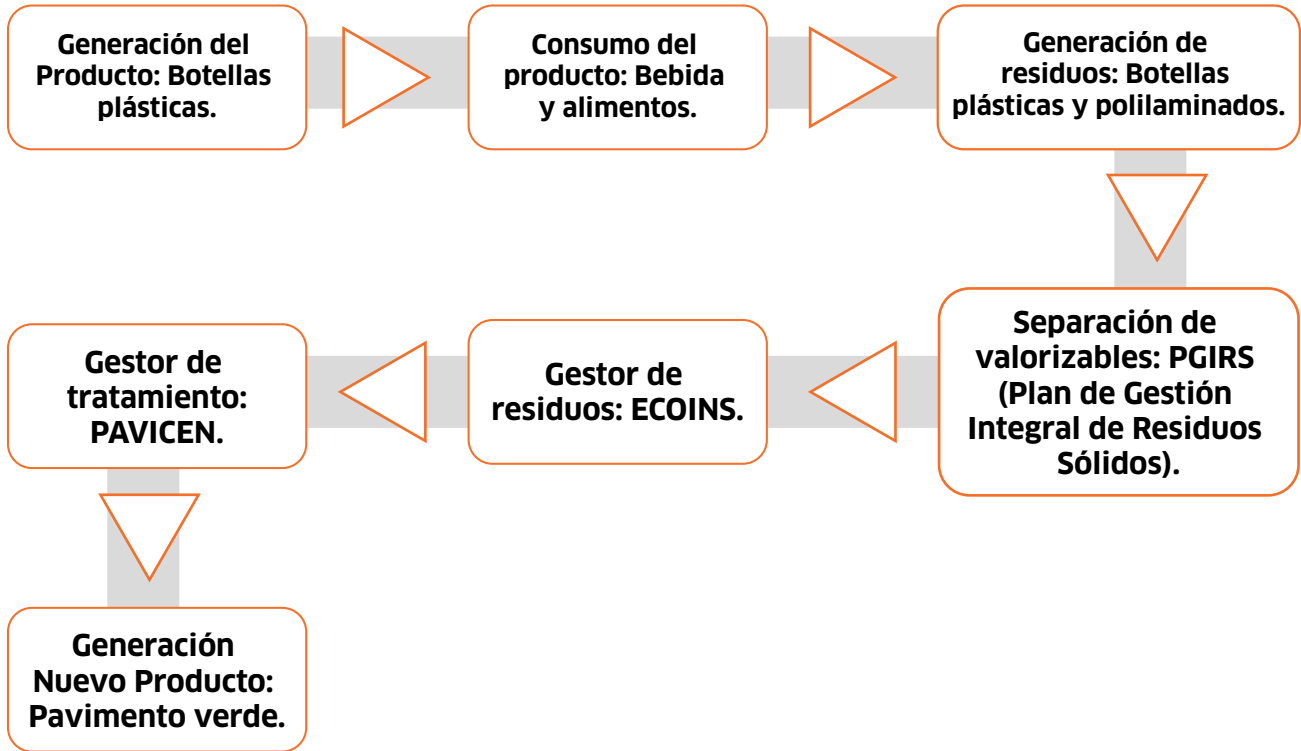 Generación del
Producto: Botellas
plásticas.
Consumo del
producto: Bebida
y alimentos.
Generación de
residuos: Botellas
plásticas y polilaminados.
Separación de
valorizables: PGIRS
(Plan de Gestión
Integral de Residuos
Sólidos).
Gestor de
residuos: ECOINS.
Gestor de
tratamiento:
PAVICEN.
Generación
Nuevo Producto:
Pavimento verde.